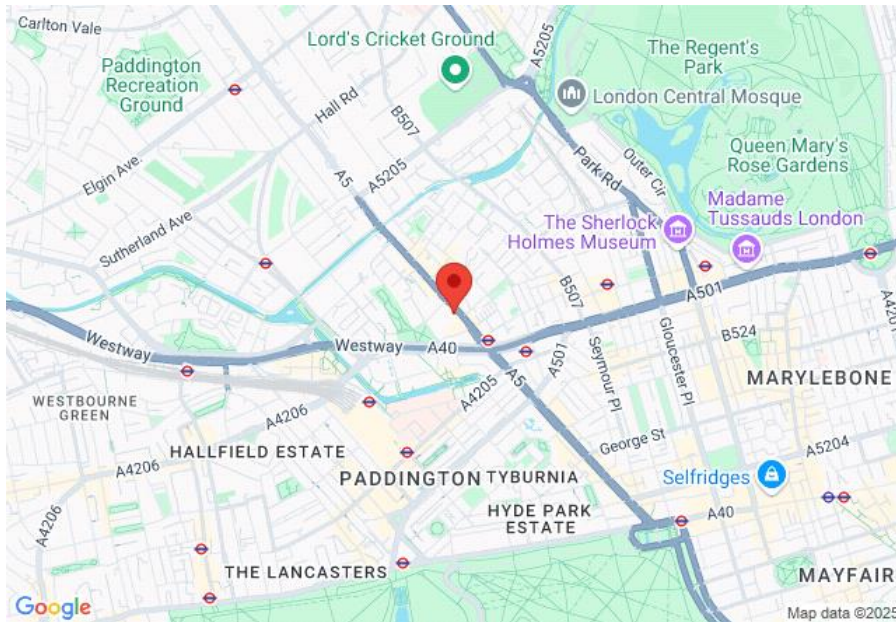 Carlton Vale
Paddington
Recreation
Ground
Lord's Cricket Ground
A5205
The Regent's
Park
London Central Mosque
Hall Rd
B507
Elgin Ave.
A5
A5205
Park Rd
Outer Cir
Queen Mary's
Rose Gardens
Sutherland Ave
The Sherlock
Holmes Museum
Madame
Tussauds London
B507
A501
A4201
Westway
Westway
A40
A501
Seymour Pl
Gloucester Pl
B524
MARYLEBONE
WESTBOURNE
GREEN
A4206
A4205
A5
HALLFIELD ESTATE
George St
A5204
A4206
A4206
PADDINGTON
TYBURNIA
Selfridges
HYDE PARK
ESTATE
A40
THE LANCASTERS
MAYFAIR
Google
Map data ©2025